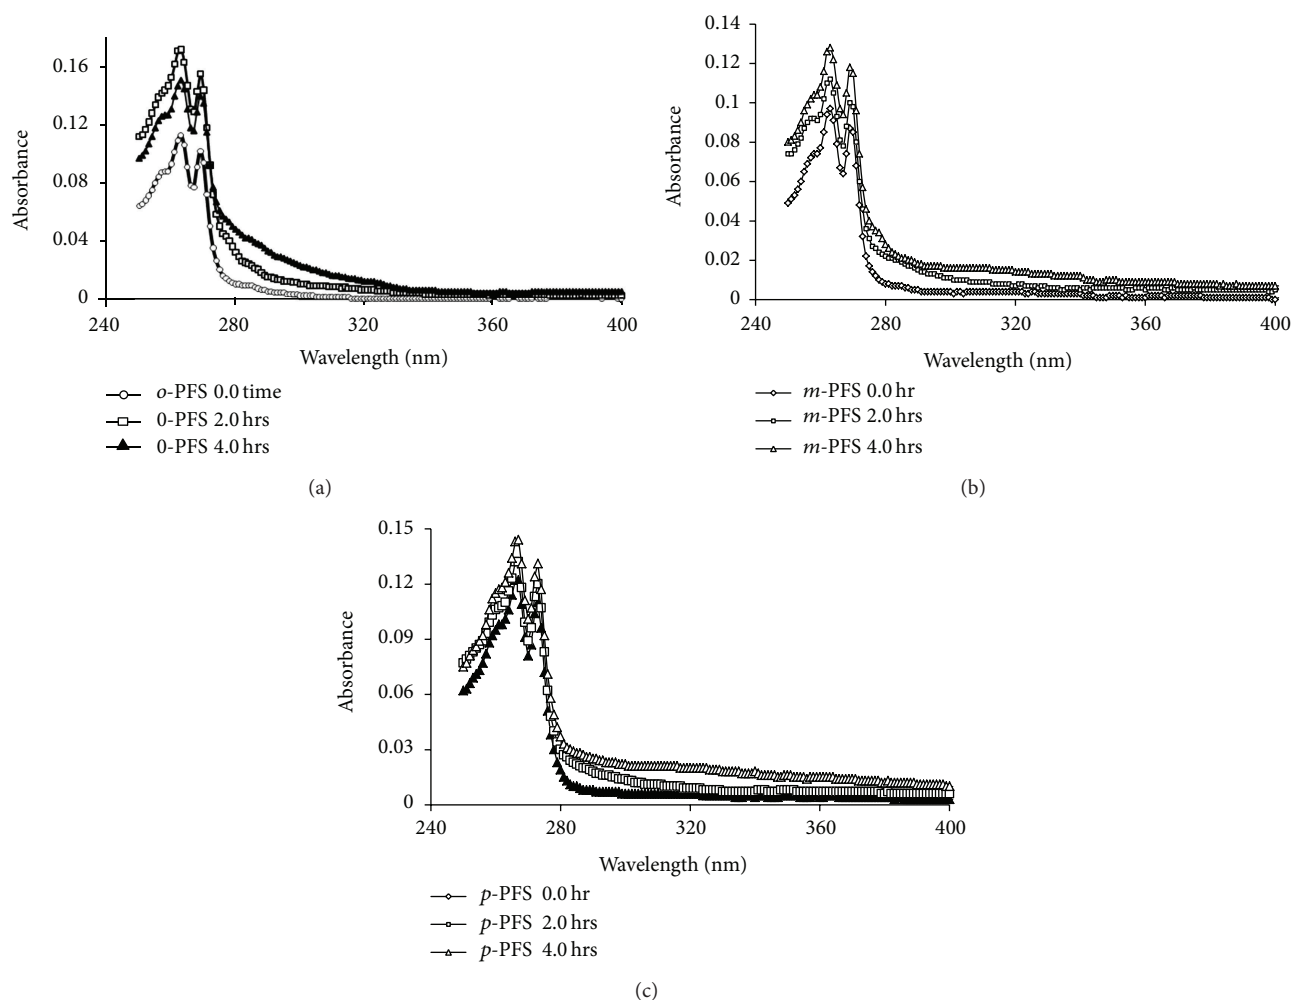 0.16
0.12
0.08
0.04
0
240
280
320
360
400
Absorbance
Wavelength (nm)
o-PFS 0.0 time
0-PFS 2.0 hrs
0-PFS 4.0 hrs
(a)
0.14
0.12
0.1
0.08
0.06
0.04
0.02
0
240
280
320
360
400
Absorbance
Wavelength (nm)
m-PFS 0.0 hr
m-PFS 2.0 hrs
m-PFS 4.0 hrs
(b)
0.15
0.12
0.09
0.06
0.03
0
240
280
320
360
400
Absorbance
Wavelength (nm)
p-PFS 0.0 hr
p-PFS 2.0 hrs
p-PFS 4.0 hrs
(c)